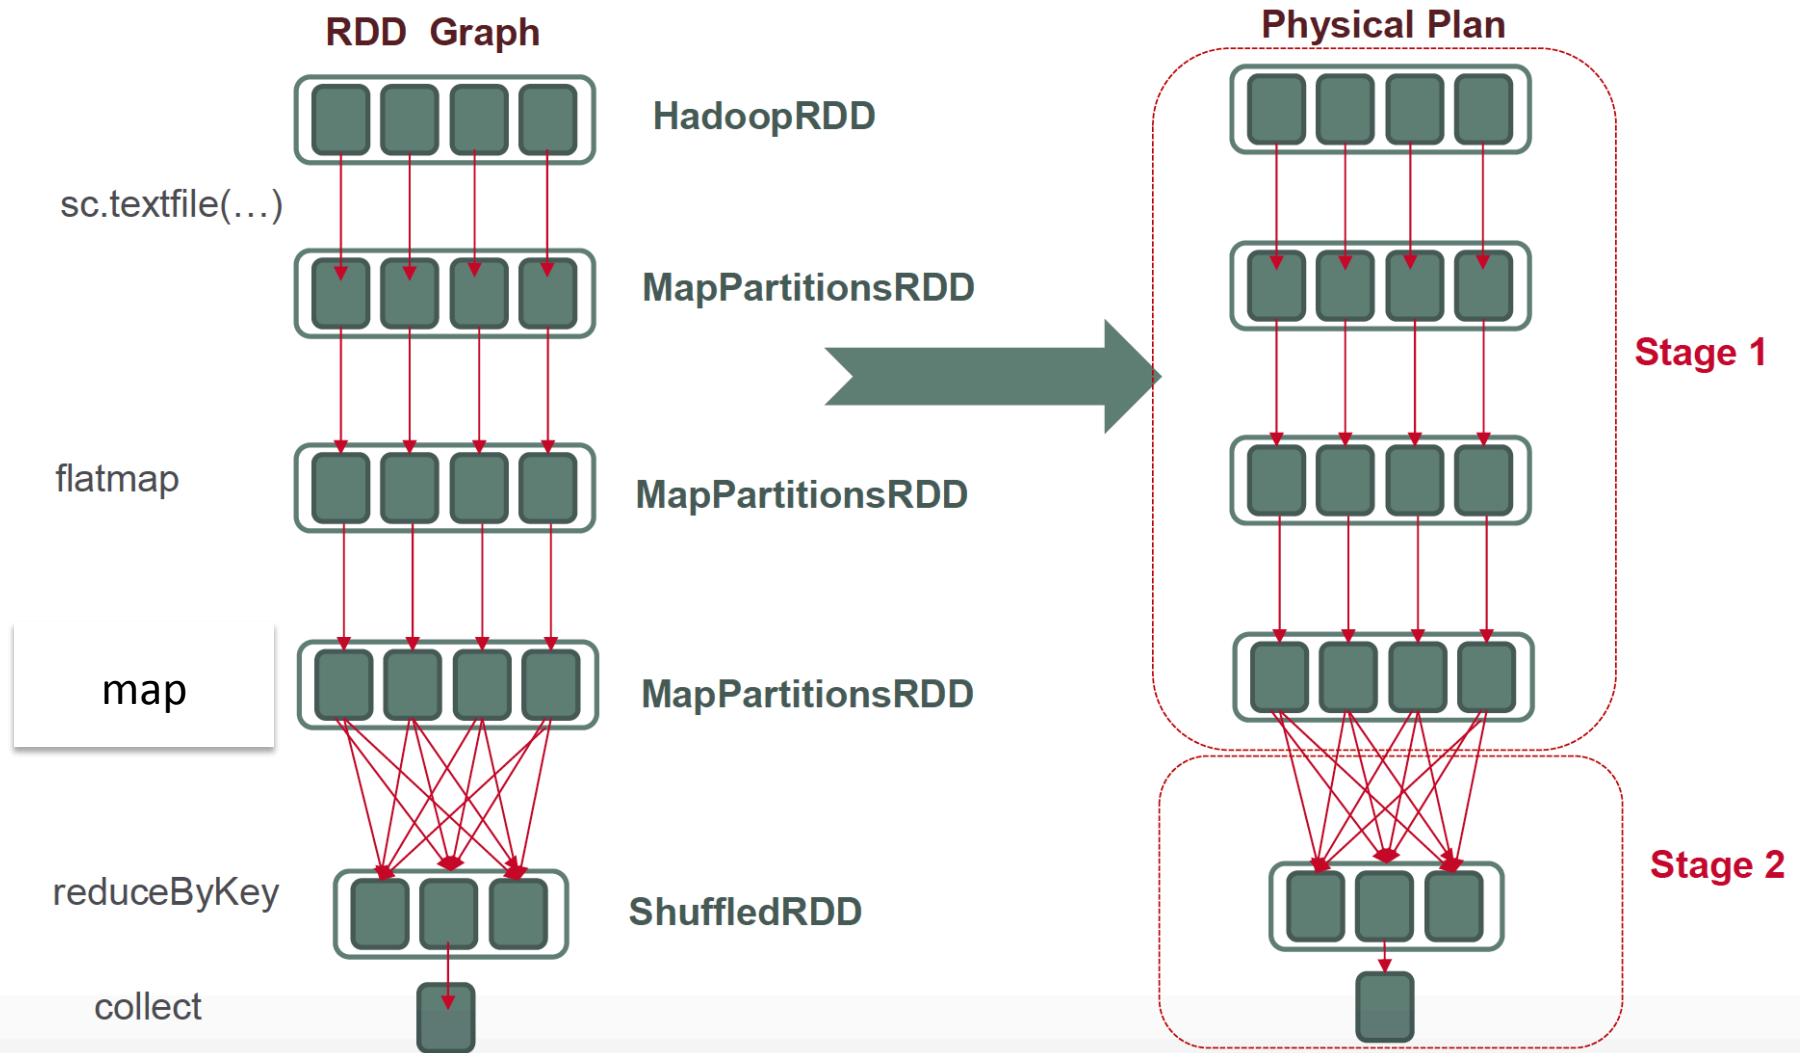 RDD Graph
Physical Plan
HadoopRDD
sc.textfile(…)
MapPartitionsRDD
Stage 1
flatmap
MapPartitionsRDD
map
MapPartitionsRDD
Stage 2
reduceByKey
ShuffledRDD
collect